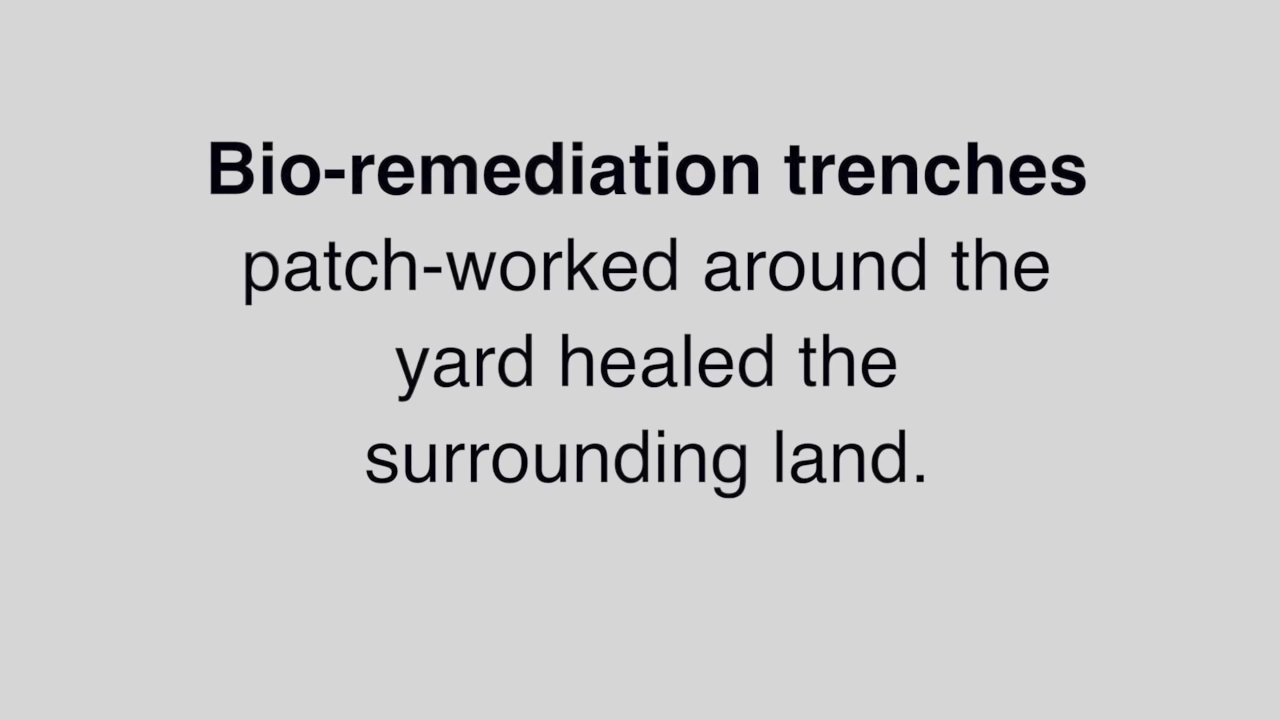 Bio-remediation trenches
patch-worked around the
yard healed the
surrounding land.